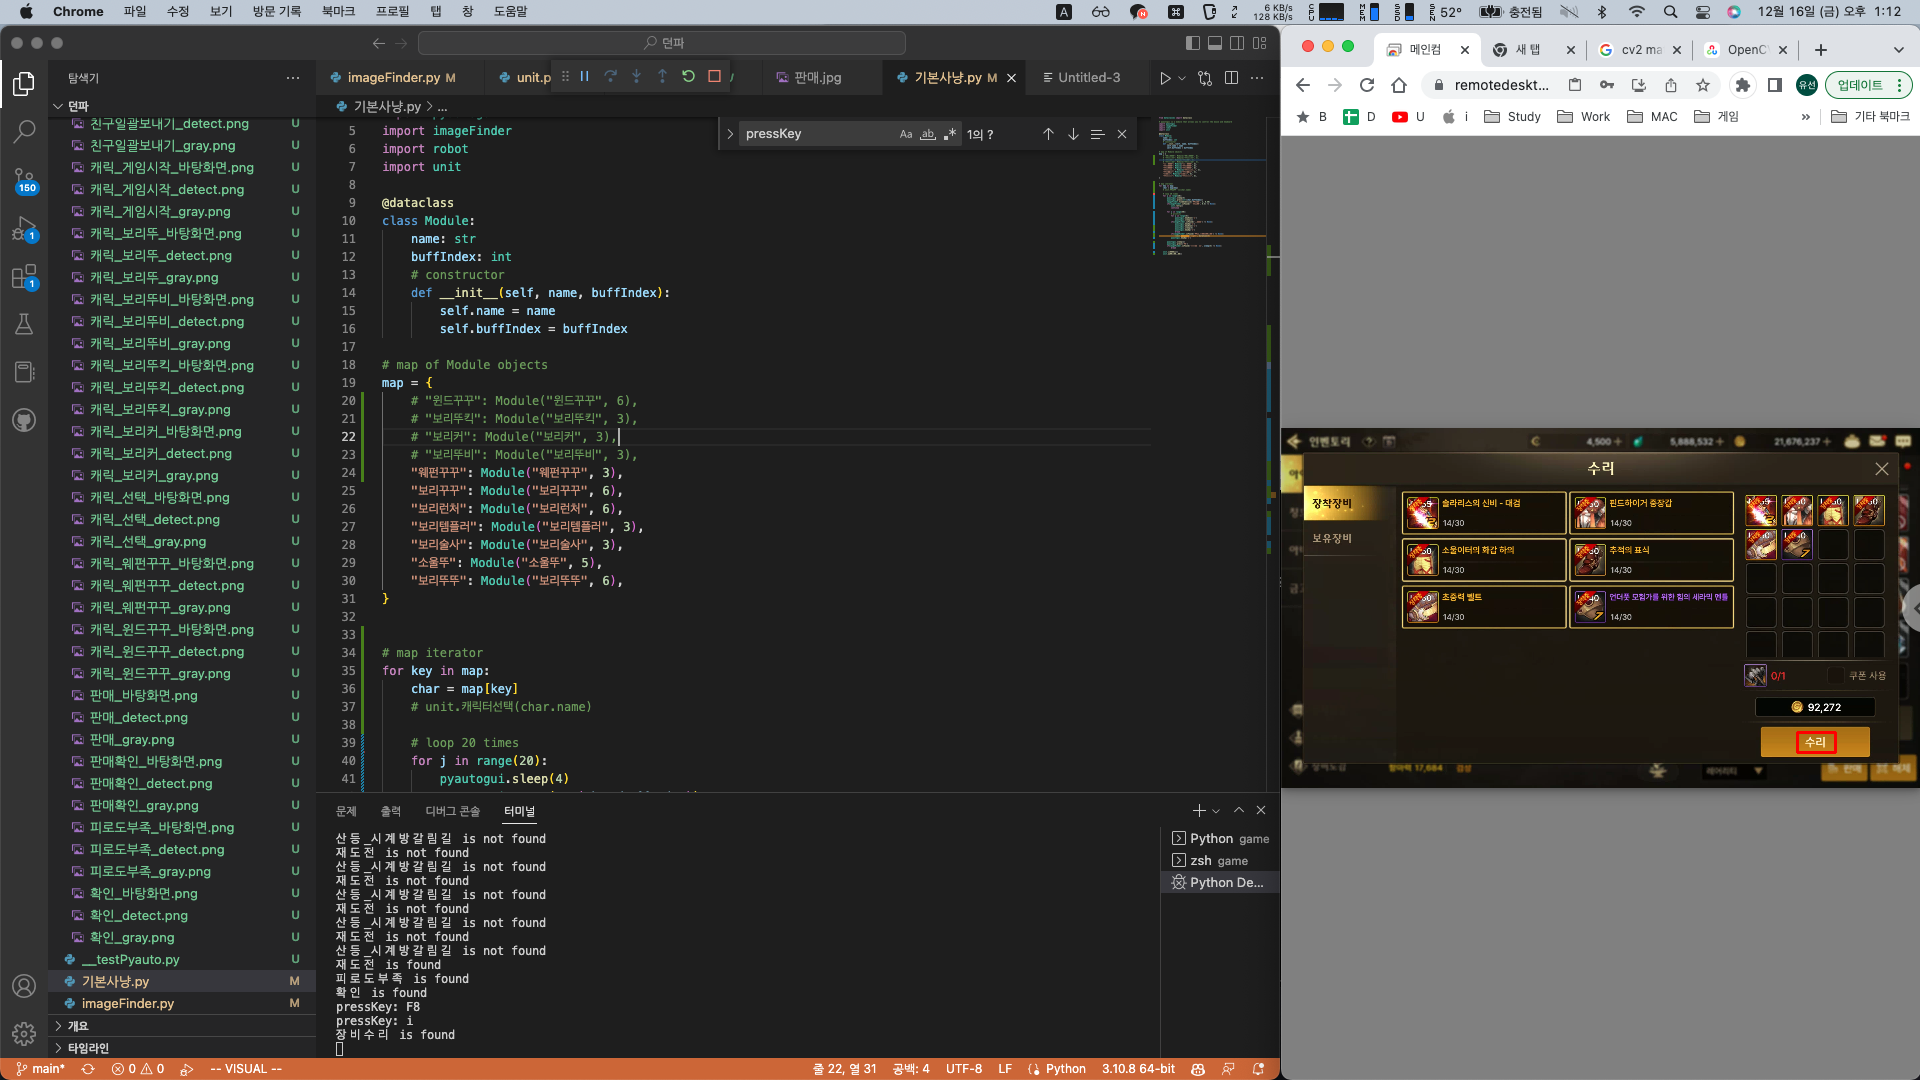 Chrome 파일 수정 보기 방문 기록 북마크 프로필 탭 창 도움말
6 KB/s
128 KB/s
52° 충전됨 12월 16일 (금) 오후 1:12
던파
탐색기
던파
친구일괄보내기_detect.png U
친구일괄보내기_gray.png U
캐릭_게임시작_바탕화면.png U
캐릭_게임시작_detect.png U
캐릭_게임시작_gray.png U
캐릭_보리뚜_바탕화면.png U
캐릭_보리뚜_detect.png U
캐릭_보리뚜_gray.png U
캐릭_보리뚜비_바탕화면.png U
캐릭_보리뚜비_detect.png U
캐릭_보리뚜비_gray.png U
캐릭_보리뚜킥_바탕화면.png U
캐릭_보리뚜킥_detect.png U
캐릭_보리뚜킥_gray.png U
캐릭_보리커_바탕화면.png U
캐릭_보리커_detect.png U
캐릭_보리커_gray.png U
캐릭_선택_바탕화면.png U
캐릭_선택_detect.png U
캐릭_선택_gray.png U
캐릭_웨펀꾸꾸_바탕화면.png U
캐릭_웨펀꾸꾸_detect.png U
캐릭_웨펀꾸꾸_gray.png U
캐릭_윈드꾸꾸_바탕화면.png U
캐릭_윈드꾸꾸_detect.png U
캐릭_윈드꾸꾸_gray.png U
판매_바탕화면.png U
판매_detect.png U
판매_gray.png U
판매확인_바탕화면.png U
판매확인_detect.png U
판매확인_gray.png U
피로도부족_바탕화면.png U
피로도부족_detect.png U
피로도부족_gray.png U
확인_바탕화면.png U
확인_detect.png U
확인_gray.png U
__testPyauto.py U
기본사냥.py M
imageFinder.py M
개요
타임라인
150
1
1
imageFinder.py M unit.p 판매.jpg 기본사냥.py M Untitled-3
기본사냥.py > ...
pressKey Aa ab 1의 ?
5
6 import imageFinder
7 import robot
import unit
8
9 @dataclass
10 class Module:
11 name: str
12 buffIndex: int
13 # constructor
14 def __init__(self, name, buffIndex):
15 self.name = name
16 self.buffIndex = buffIndex
17
18 # map of Module objects
19 map = {
20 # "윈드꾸꾸": Module("윈드꾸꾸", 6),
21 # "보리뚜킥": Module("보리뚜킥", 3),
22 # "보리커": Module("보리커", 3),
23 # "보리뚜비": Module("보리뚜비", 3),
24 "웨펀꾸꾸": Module("웨펀꾸꾸", 3),
25 "보리꾸꾸": Module("보리꾸꾸", 6),
26 "보리런처": Module("보리런처", 6),
27 "보리템플러": Module("보리템플러", 3),
28 "보리술사": Module("보리술사", 3),
29 "소울뚜": Module("소울뚜", 5),
30 "보리뚜뚜": Module("보리뚜뚜", 6),
31 }
32
33
34 # map iterator
35 for key in map:
36 char = map[key]
37 # unit.캐릭터선택(char.name)
38
39 # loop 20 times
40 for j in range(20):
41 pyautogui.sleep(4)
문제 출력 디버그 콘솔 터미널
산등_시계방갈림길 is not found
재도전 is not found
산등_시계방갈림길 is not found
재도전 is not found
산등_시계방갈림길 is not found
재도전 is not found
산등_시계방갈림길 is not found
재도전 is not found
산등_시계방갈림길 is not found
재도전 is found
피로도부족 is found
확인 is found
pressKey: F8
pressKey: i
장비수리 is found
Python game
zsh game
Python De...
main* 0 0 -- VISUAL -- 줄 22, 열 31 공백: 4 UTF-8 LF Python 3.10.8 64-bit
메인컴 새 탭 cv2 ma OpenC
remotedeskt... 유선 업데이트
B D U i Study Work MAC 게임 » 기타 북마크
인벤토리 4,500 5,888,532 21,676,237
수리
장착장비
보유장비
솔라리스의 신비 - 대검
14/30
핀드하이거 중장갑
14/30
소울이터의 화갑 하의
14/30
추적의 표식
14/30
초중력 벨트
14/30
언더풋 모험가를 위한 힘의 세라믹 맨틀
14/30
0/1 쿠폰 사용
92,272
수리
항마력 17,684
레어리티
판매
해체